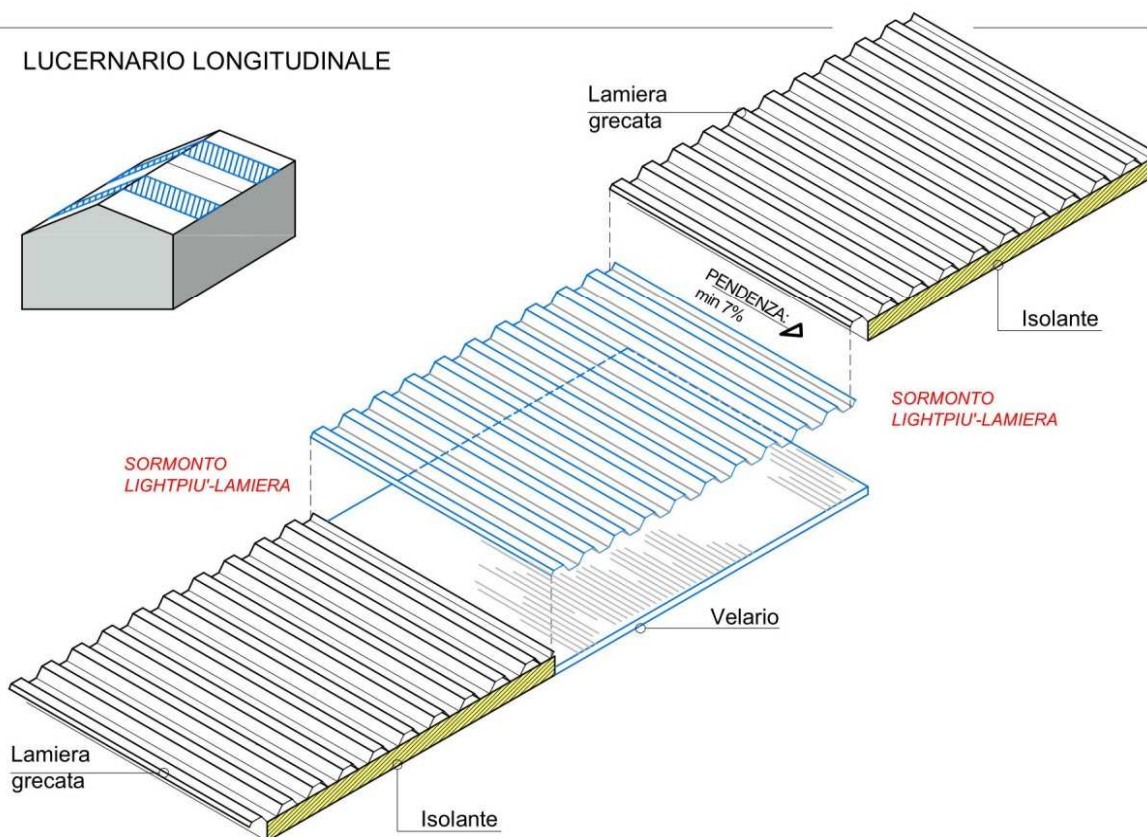 LUCERNARIO LONGITUDINALE
Lamiera
grecata
PENDENZA:
min 7%
Isolante
SORMONTO
LIGHTPIU'-LAMIERA
SORMONTO
LIGHTPIU'-LAMIERA
Velario
Lamiera
grecata
Isolante